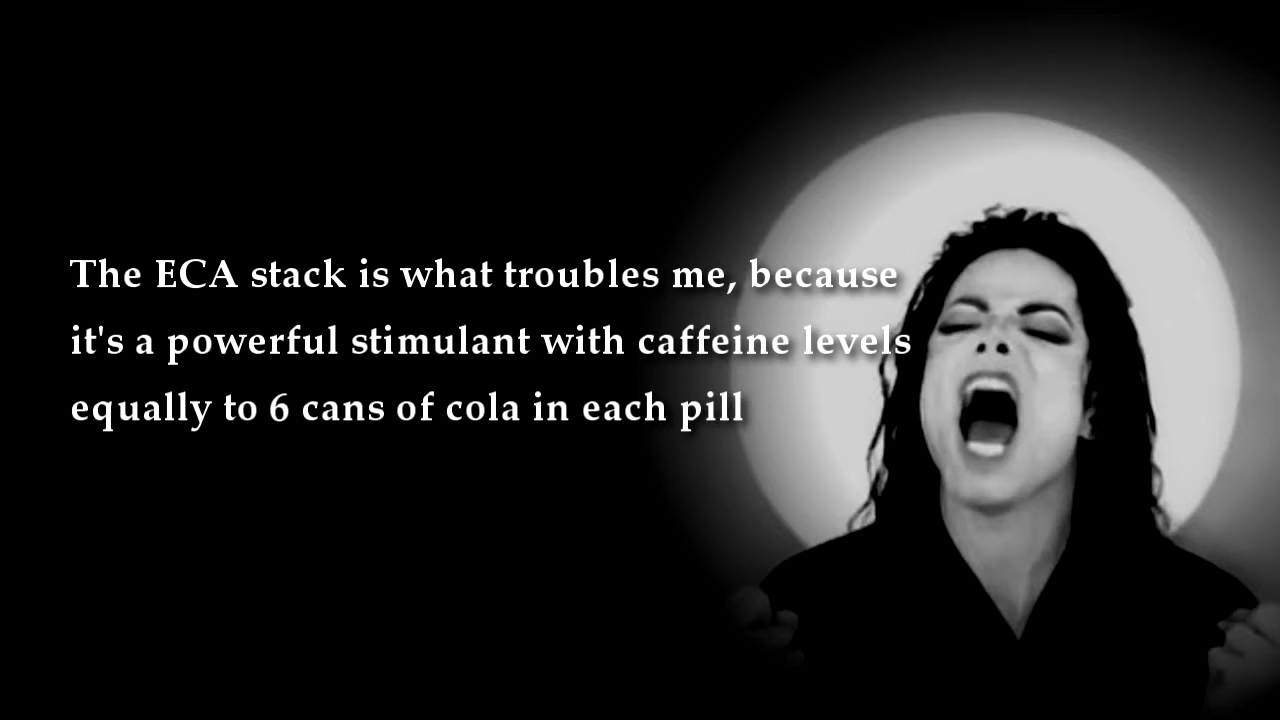 The ECA stack is what troubles me, because
it's a powerful stimulant with caffeine levels
equally to 6 cans of cola in each pill